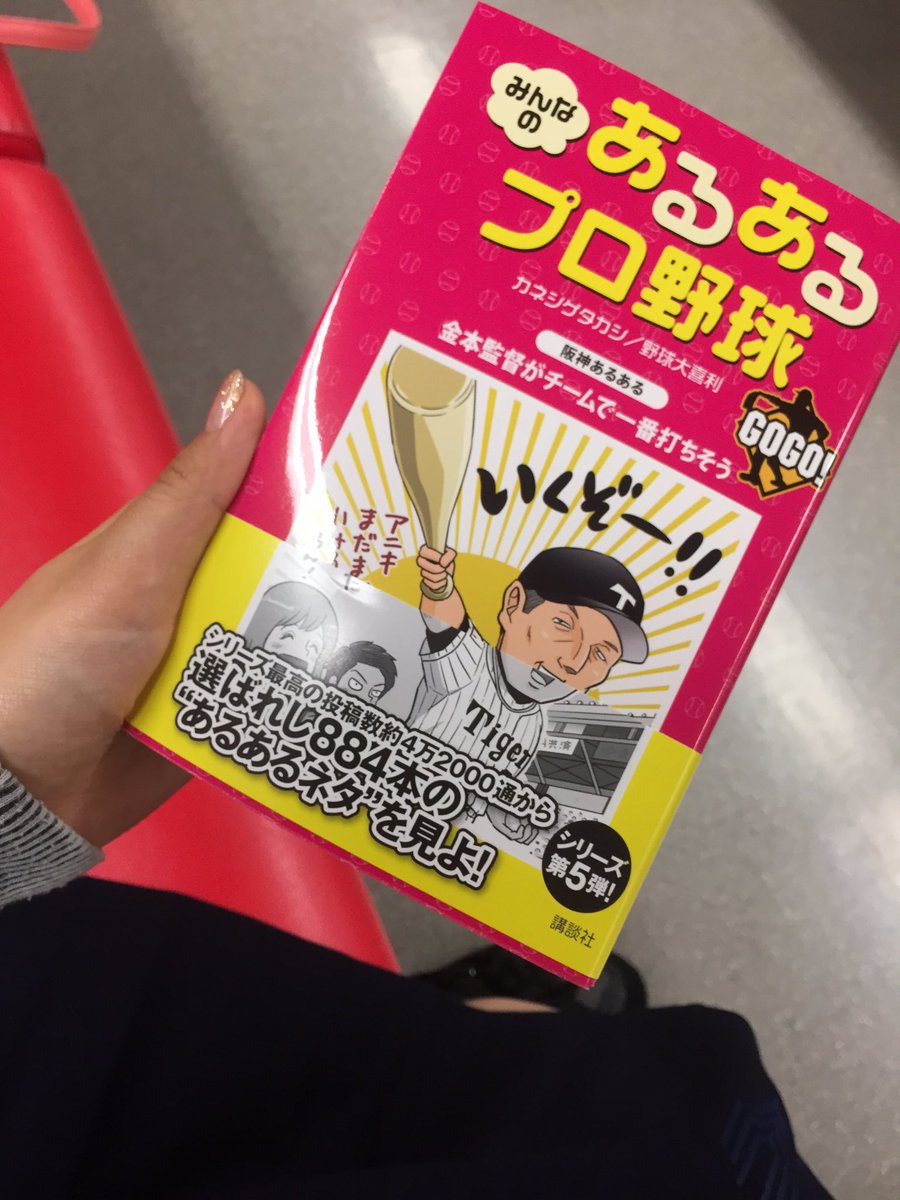 みんなの
あるある
プロ野球
カネシゲタカシ/野球大喜利
GOGO!
阪神あるある
金本監督がチームで一番打ちそう
いくぞー!!
アニキ
T
Tiger
シリーズ最高の投稿数約4万2000通から
選ばれし884本の
“あるあるネタ”を見よ!
シリーズ
第5弾!
講談社